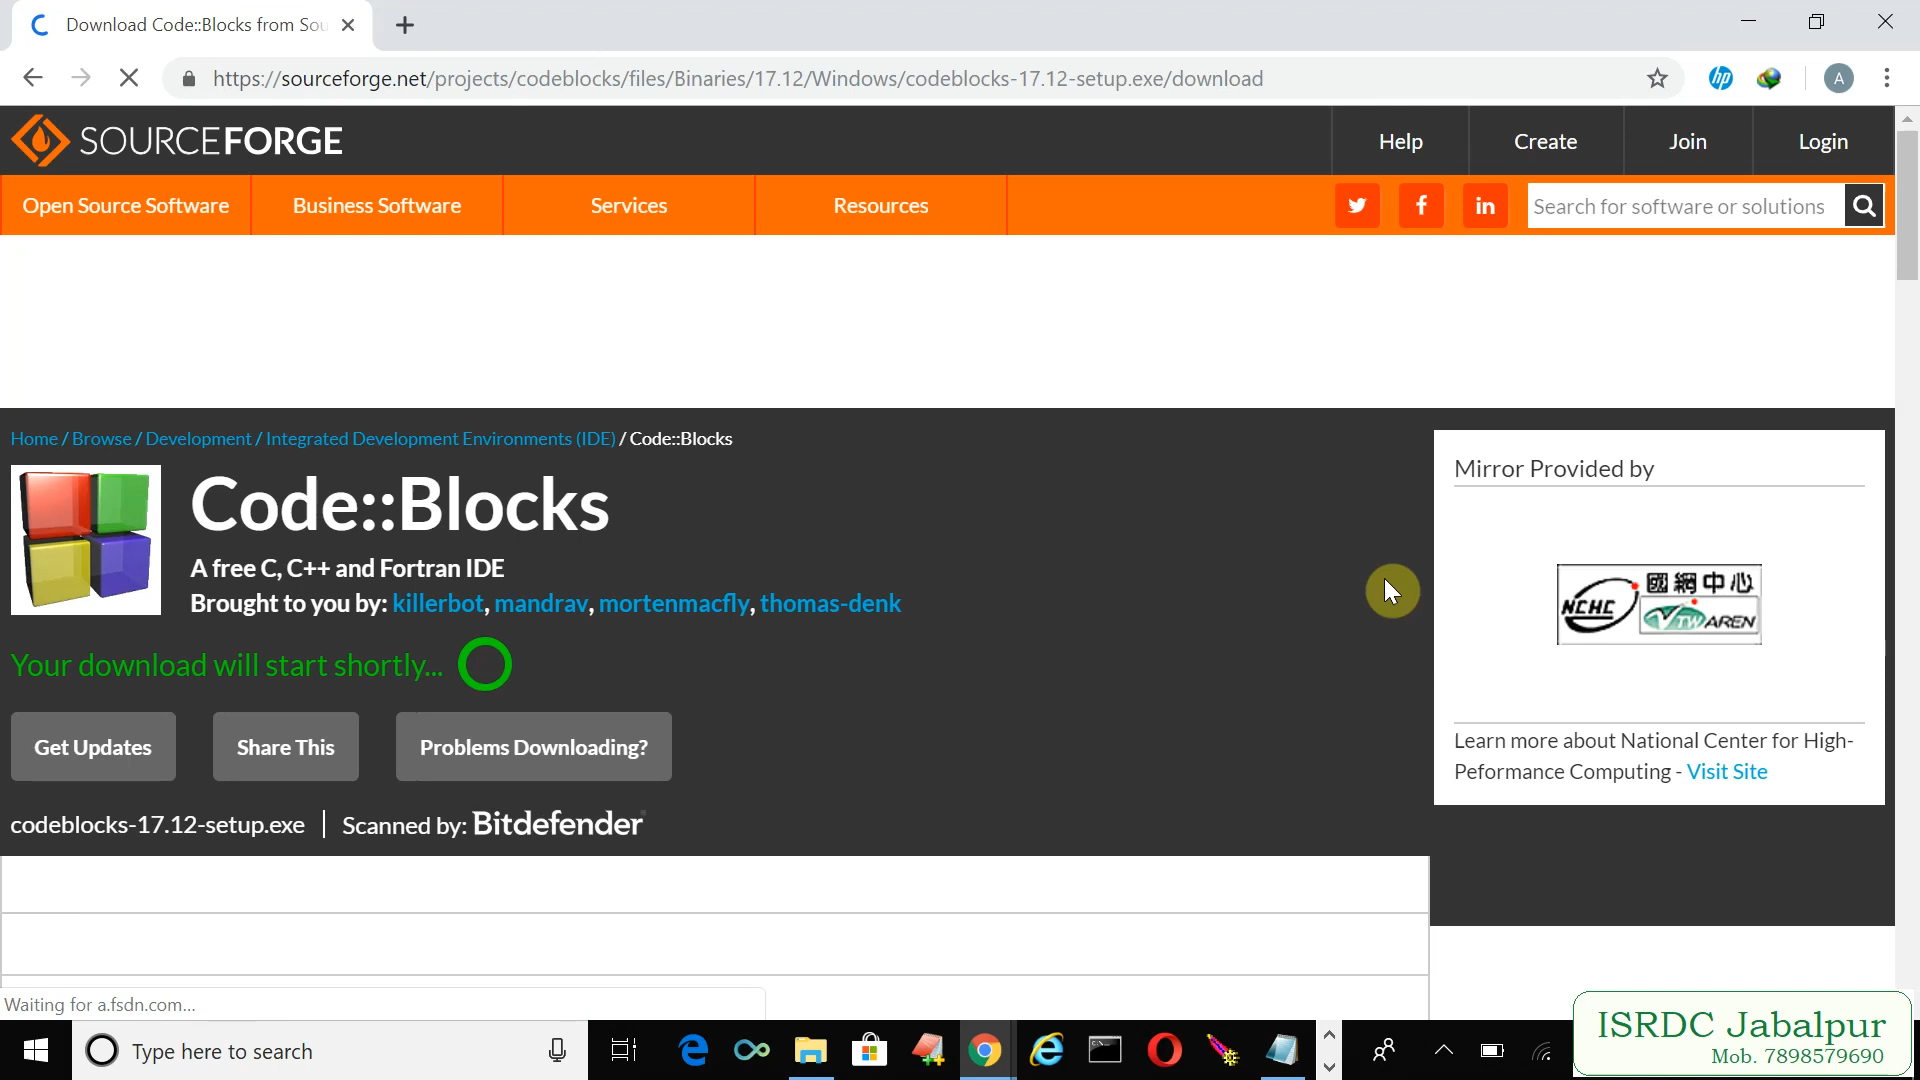 Download Code::Blocks from Sou
https://sourceforge.net/projects/codeblocks/files/Binaries/17.12/Windows/codeblocks-17.12-setup.exe/download
A
SOURCEFORGE
Help
Create
Join
Login
Open Source Software
Business Software
Services
Resources
Search for software or solutions
Home / Browse / Development / Integrated Development Environments (IDE) / Code::Blocks
Code::Blocks
A free C, C++ and Fortran IDE
Brought to you by: killerbot, mandrav, mortenmacfly, thomas-denk
Your download will start shortly...
Get Updates
Share This
Problems Downloading?
codeblocks-17.12-setup.exe
Scanned by: Bitdefender
Mirror Provided by
國網中心
NCHC
TWAREN
Learn more about National Center for High-
Peformance Computing - Visit Site
Waiting for a.fsdn.com...
Type here to search
ISRDC Jabalpur
Mob. 7898579690